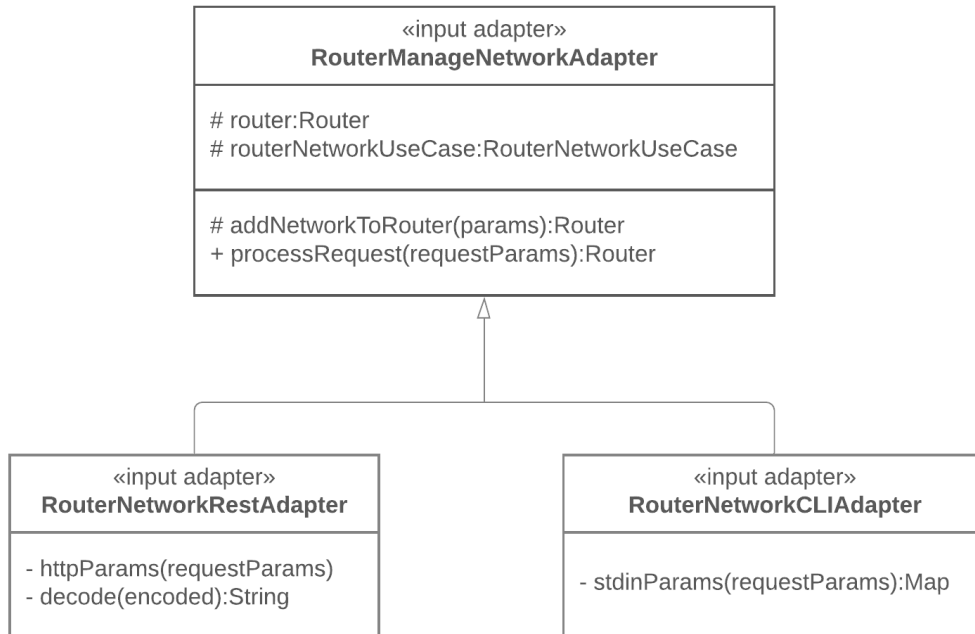 «input adapter»
RouterManageNetworkAdapter
# router:Router
# routerNetworkUseCase:RouterNetworkUseCase
# addNetworkToRouter(params):Router
+ processRequest(requestParams):Router
«input adapter»
RouterNetworkRestAdapter
- httpParams(requestParams)
- decode(encoded):String
«input adapter»
RouterNetworkCLIAdapter
- stdinParams(requestParams):Map